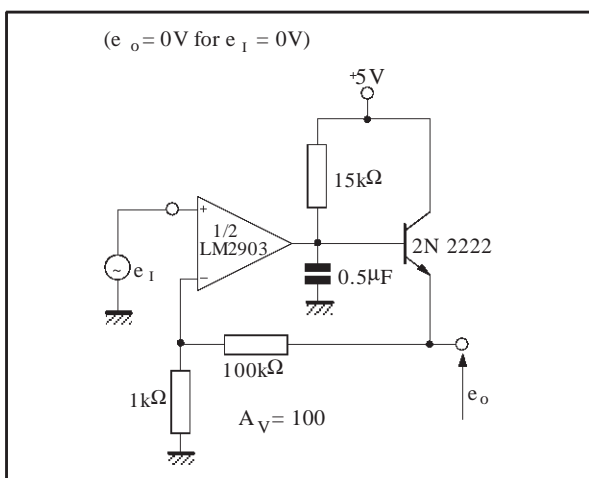 (e o = 0V for e I = 0V)
+5V
15kΩ
1/2
LM2903
+
−
2N 2222
~
e I
0.5µF
100kΩ
1kΩ
e o
A V = 100